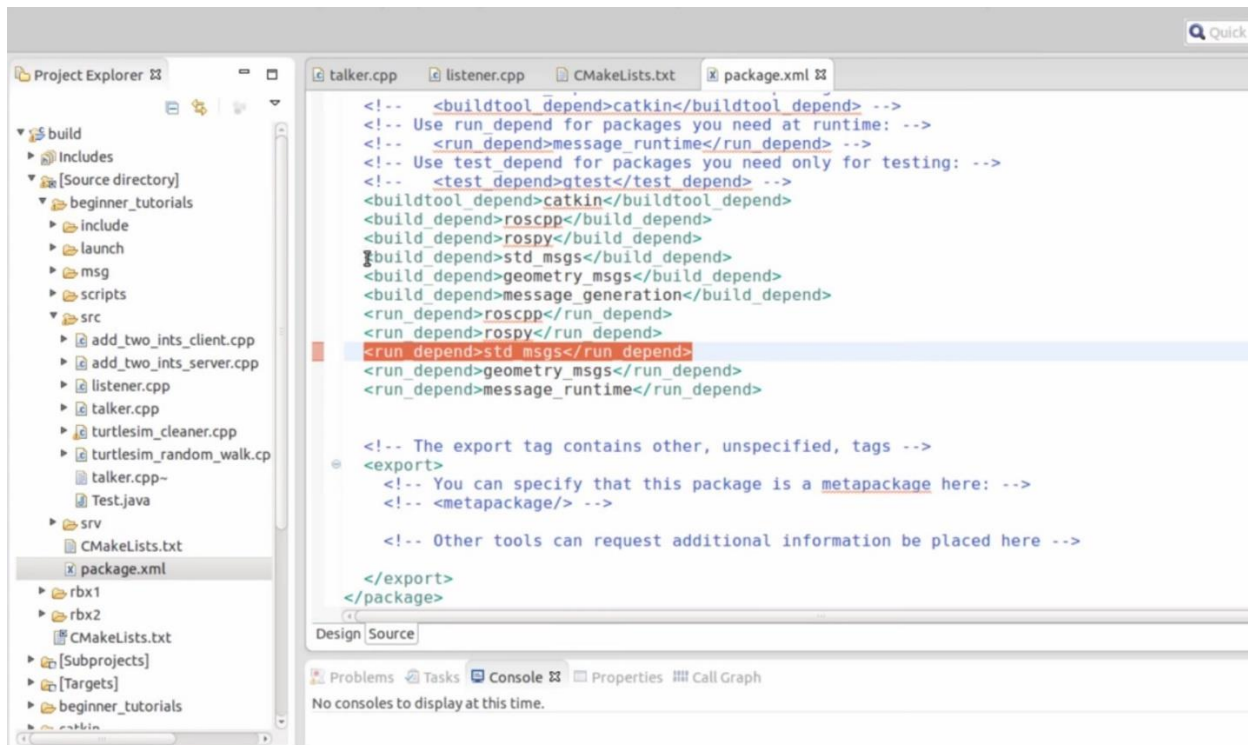 Quick
Project Explorer
build
Includes
[Source directory]
beginner_tutorials
include
launch
msg
scripts
src
add_two_ints_client.cpp
add_two_ints_server.cpp
listener.cpp
talker.cpp
turtlesim_cleaner.cpp
turtlesim_random_walk.cp
talker.cpp~
Test.java
srv
CMakeLists.txt
package.xml
rbx1
rbx2
CMakeLists.txt
[Subprojects]
[Targets]
beginner_tutorials
catkin
talker.cpp listener.cpp CMakeLists.txt package.xml
<!--   <buildtool_depend>catkin</buildtool_depend> -->
<!-- Use run_depend for packages you need at runtime: -->
<!--   <run_depend>message_runtime</run_depend> -->
<!-- Use test_depend for packages you need only for testing: -->
<!--   <test_depend>gtest</test_depend> -->
<buildtool_depend>catkin</buildtool_depend>
<build_depend>roscpp</build_depend>
<build_depend>rospy</build_depend>
<build_depend>std_msgs</build_depend>
<build_depend>geometry_msgs</build_depend>
<build_depend>message_generation</build_depend>
<run_depend>roscpp</run_depend>
<run_depend>rospy</run_depend>
<run_depend>std_msgs</run_depend>
<run_depend>geometry_msgs</run_depend>
<run_depend>message_runtime</run_depend>
<!-- The export tag contains other, unspecified, tags -->
<export>
<!-- You can specify that this package is a metapackage here: -->
<!-- <metapackage/> -->
<!-- Other tools can request additional information be placed here -->
</export>
</package>
Design Source
Problems Tasks Console Properties Call Graph
No consoles to display at this time.